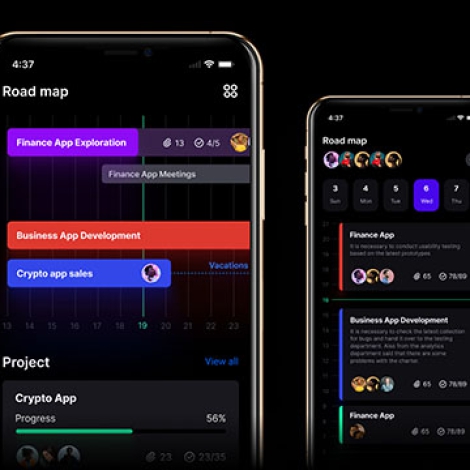 4:37
Road map
Finance App Exploration
13
4/5
Finance App Meetings
Business App Development
Crypto app sales
Vacations
13 14 15 16 17 18 19 20 21 22 23
Project
View all
Crypto App
Progress
56%
23
23/35
4:37
Road map
3 4 5 6 7
Sun Mon Tue Wed Thu
Finance App
It is necessary to conduct usability testing
based on the latest prototypes
65
78/89
Business App Development
It is necessary to check the latest collection
for bugs and hand it over to the testing
department. Also from the analytics
department said that there are some
problems with the charter.
65
78/89
Finance App
65
78/89